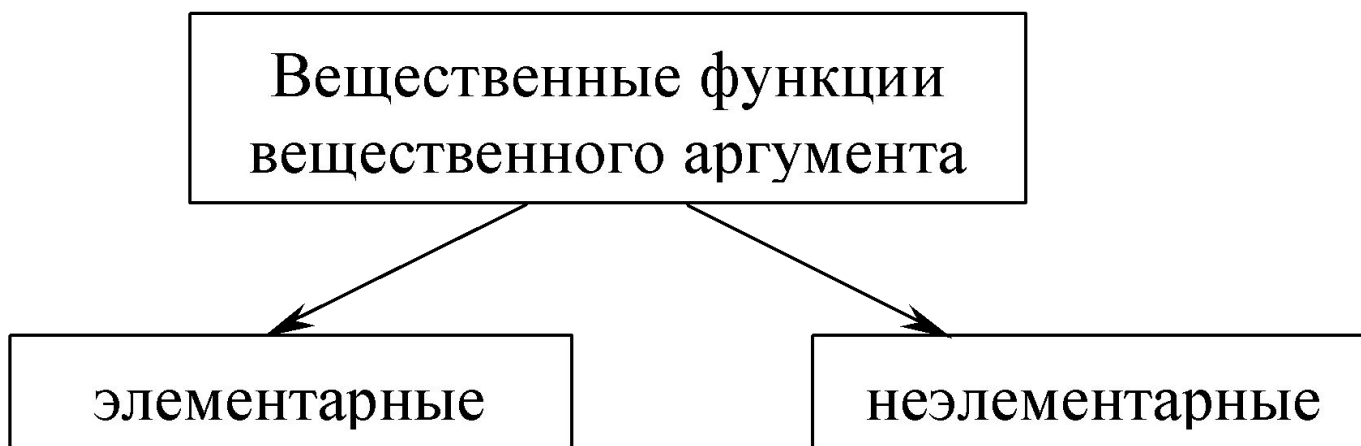 Вещественные функции
вещественного аргумента
элементарные
неэлементарные